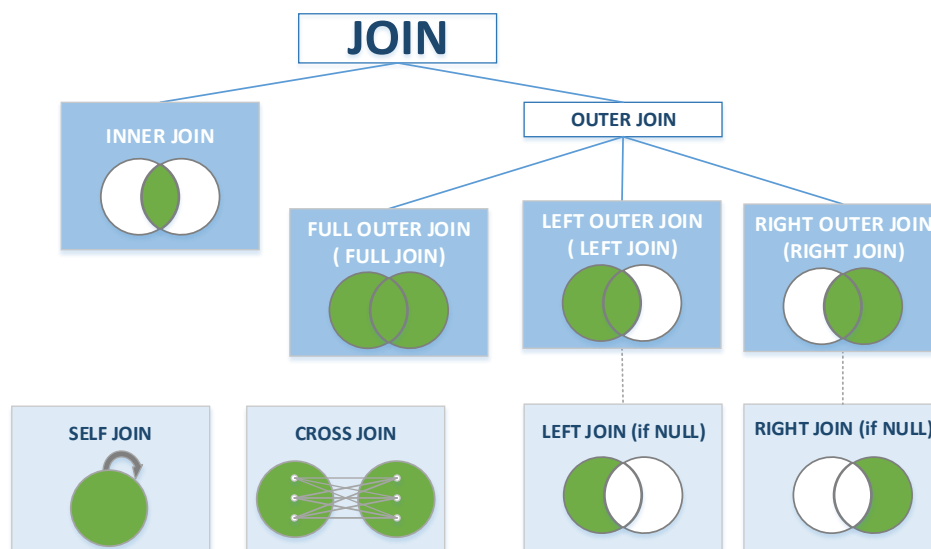 JOIN
INNER JOIN
OUTER JOIN
FULL OUTER JOIN
( FULL JOIN)
LEFT OUTER JOIN
( LEFT JOIN)
RIGHT OUTER JOIN
(RIGHT JOIN)
SELF JOIN
CROSS JOIN
LEFT JOIN (if NULL)
RIGHT JOIN (if NULL)